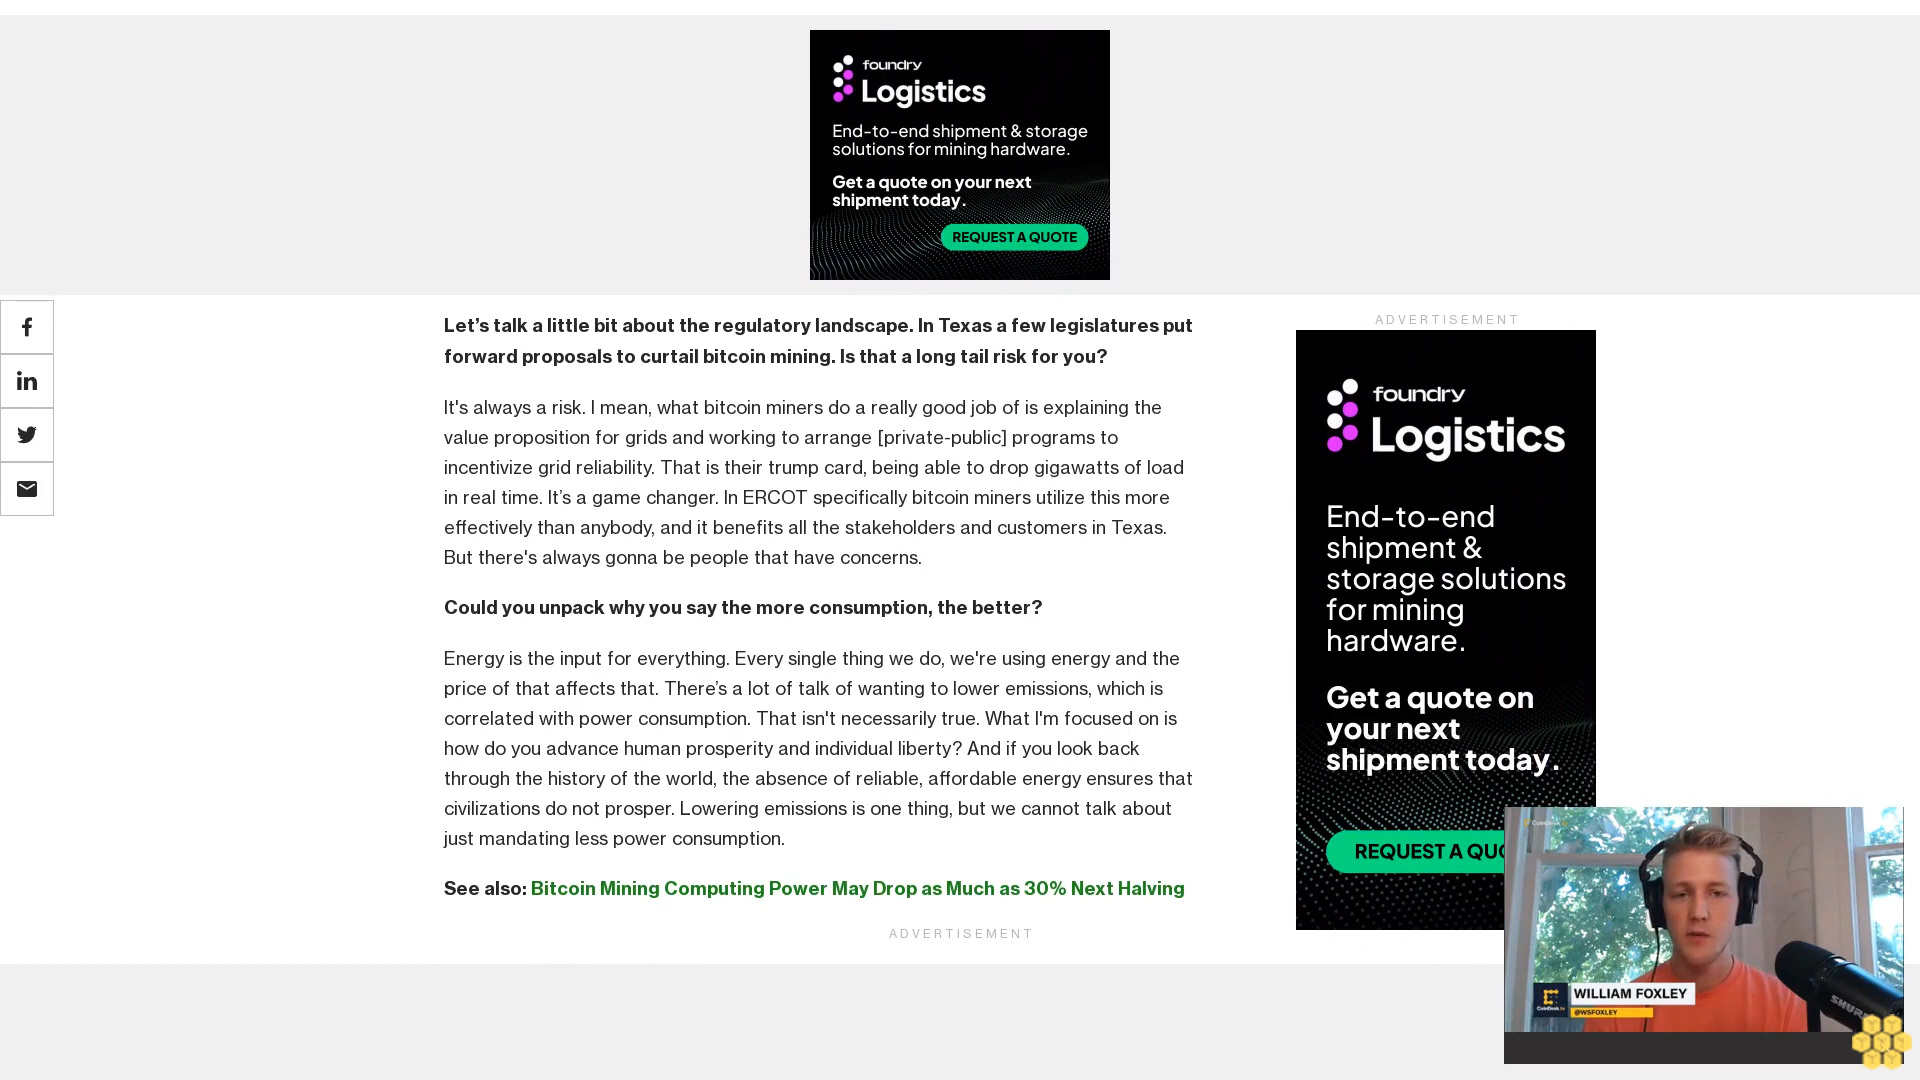 foundry
Logistics
End-to-end shipment & storage
solutions for mining hardware.
Get a quote on your next
shipment today.
REQUEST A QUOTE
Let’s talk a little bit about the regulatory landscape. In Texas a few legislatures put
forward proposals to curtail bitcoin mining. Is that a long tail risk for you?
It's always a risk. I mean, what bitcoin miners do a really good job of is explaining the
value proposition for grids and working to arrange [private-public] programs to
incentivize grid reliability. That is their trump card, being able to drop gigawatts of load
in real time. It’s a game changer. In ERCOT specifically bitcoin miners utilize this more
effectively than anybody, and it benefits all the stakeholders and customers in Texas.
But there's always gonna be people that have concerns.
Could you unpack why you say the more consumption, the better?
Energy is the input for everything. Every single thing we do, we're using energy and the
price of that affects that. There’s a lot of talk of wanting to lower emissions, which is
correlated with power consumption. That isn't necessarily true. What I'm focused on is
how do you advance human prosperity and individual liberty? And if you look back
through the history of the world, the absence of reliable, affordable energy ensures that
civilizations do not prosper. Lowering emissions is one thing, but we cannot talk about
just mandating less power consumption.
See also: Bitcoin Mining Computing Power May Drop as Much as 30% Next Halving
ADVERTISEMENT
ADVERTISEMENT
foundry
Logistics
End-to-end
shipment &
storage solutions
for mining
hardware.
Get a quote on
your next
shipment today.
REQUEST A QUO
CoinDesk
WILLIAM FOXLEY
@WSFOXLEY
CoinDesk.tv
SHURE